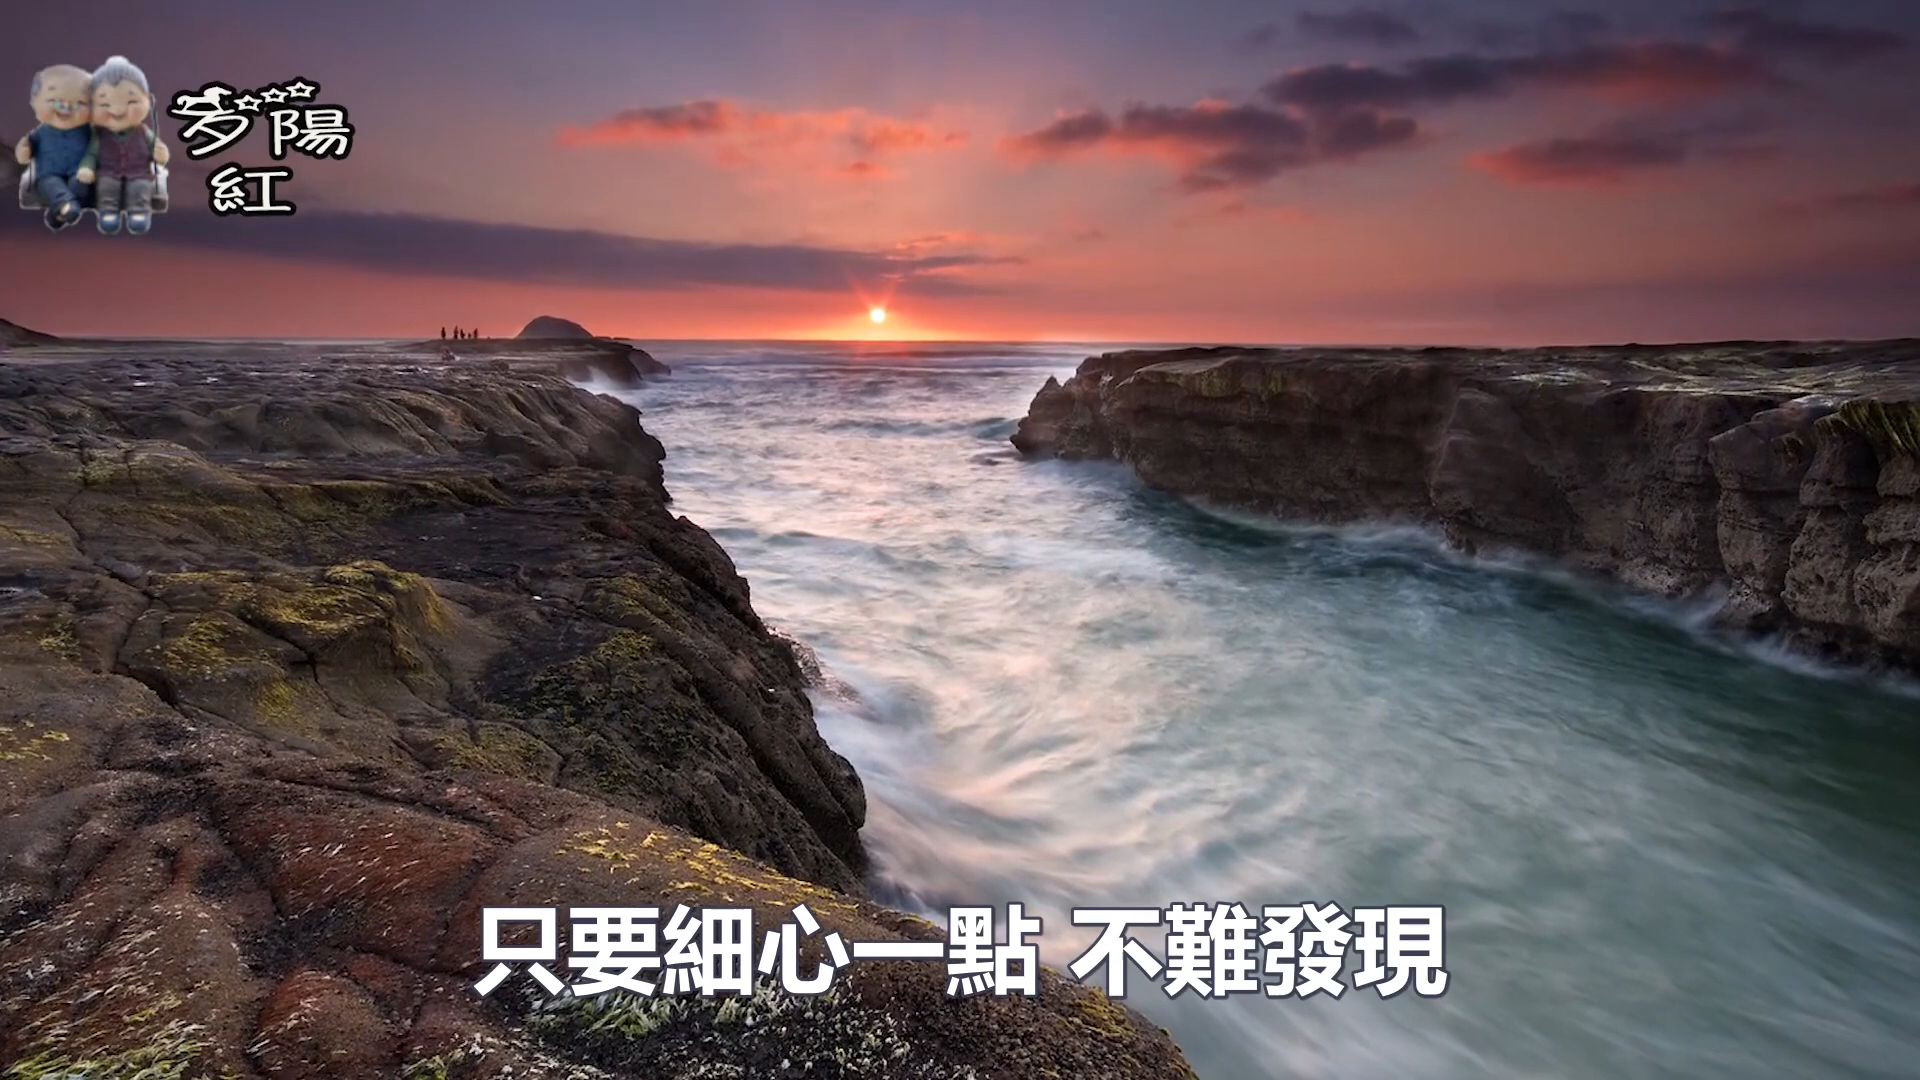 夕陽
紅
只要細心一點 不難發現